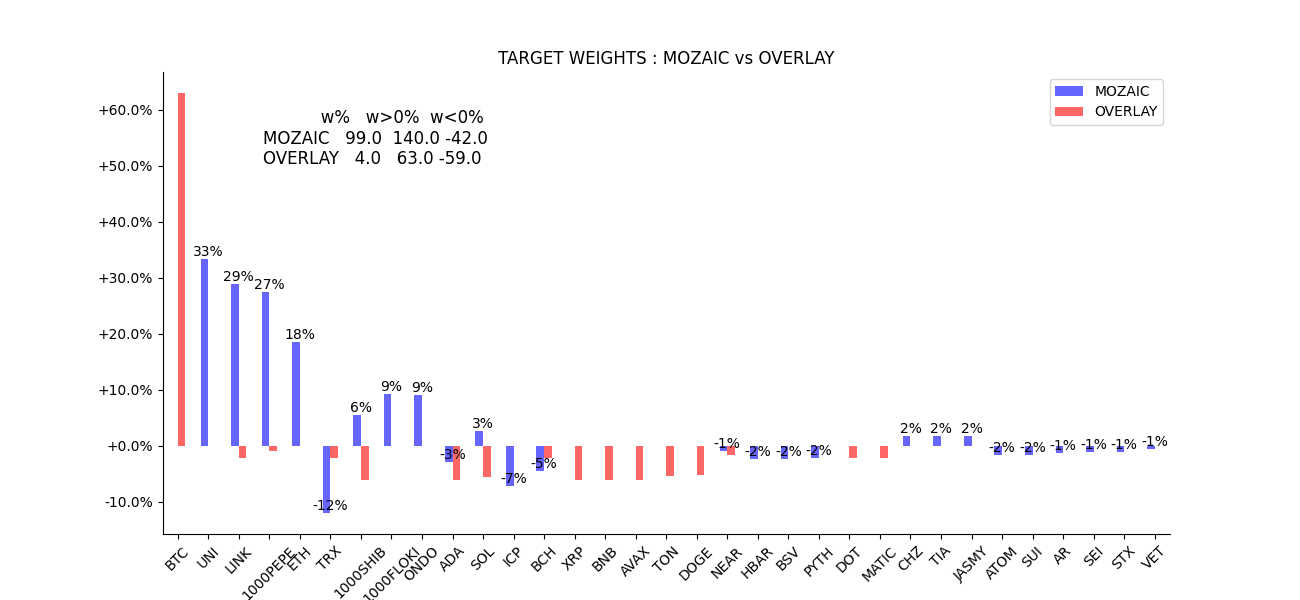 TARGET WEIGHTS : MOZAIC vs OVERLAY
MOZAIC
OVERLAY
w% w>0% w<0%
MOZAIC 99.0 140.0 -42.0
OVERLAY 4.0 63.0 -59.0
+60.0%
+50.0%
+40.0%
+30.0%
+20.0%
+10.0%
+0.0%
-10.0%
33%
29%
27%
18%
-12%
6%
9%
9%
-3%
3%
-7%
-5%
-1%
-2%
-2%
-2%
2%
2%
2%
-2%
-2%
-1%
-1%
-1%
-1%
BTC
UNI
LINK
1000PEPE
ETH
TRX
1000SHIB
1000FLOKI
ONDO
ADA
SOL
ICP
BCH
XRP
BNB
AVAX
TON
DOGE
NEAR
HBAR
BSV
PYTH
DOT
MATIC
CHZ
TIA
JASMY
ATOM
SUI
AR
SEI
STX
VET